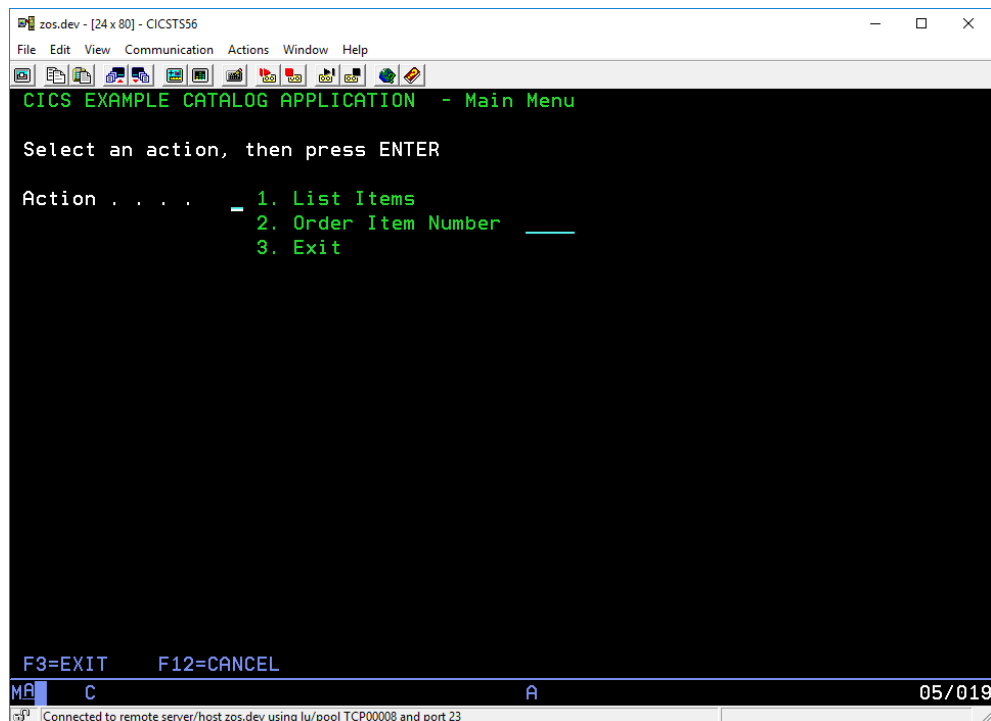 zos.dev - [24 x 80] - CICSTS56
File Edit View Communication Actions Window Help
CICS EXAMPLE CATALOG APPLICATION - Main Menu
Select an action, then press ENTER
Action . . . . _ 1. List Items
2. Order Item Number ____
3. Exit
F3=EXIT F12=CANCEL
MA C A 05/019
Connected to remote server/host zos.dev using lu/pool TCP00008 and port 23